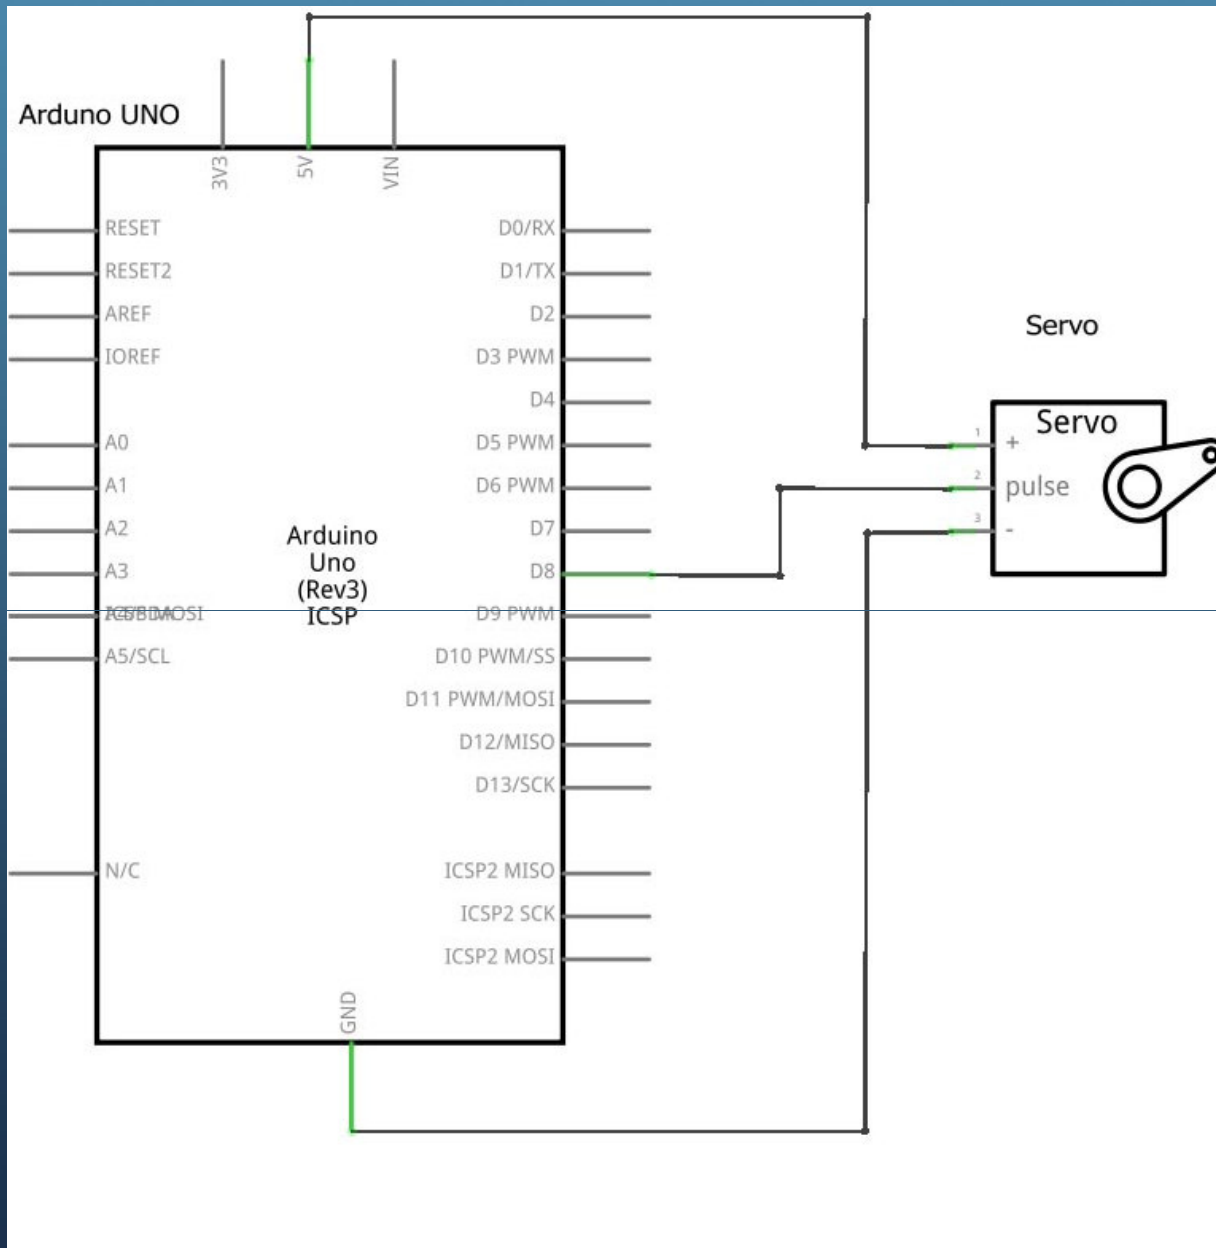 Arduno UNO
3V3
5V
VIN
RESET
RESET2
AREF
IOREF
A0
A1
A2
A3
A5/SCL
N/C
Arduino
Uno
(Rev3)
ICSP
D0/RX
D1/TX
D2
D3 PWM
D4
D5 PWM
D6 PWM
D7
D8
D9 PWM
D10 PWM/SS
D11 PWM/MOSI
D12/MISO
D13/SCK
ICSP2 MISO
ICSP2 SCK
ICSP2 MOSI
GND
Servo
Servo
1 +
2 pulse
3 -